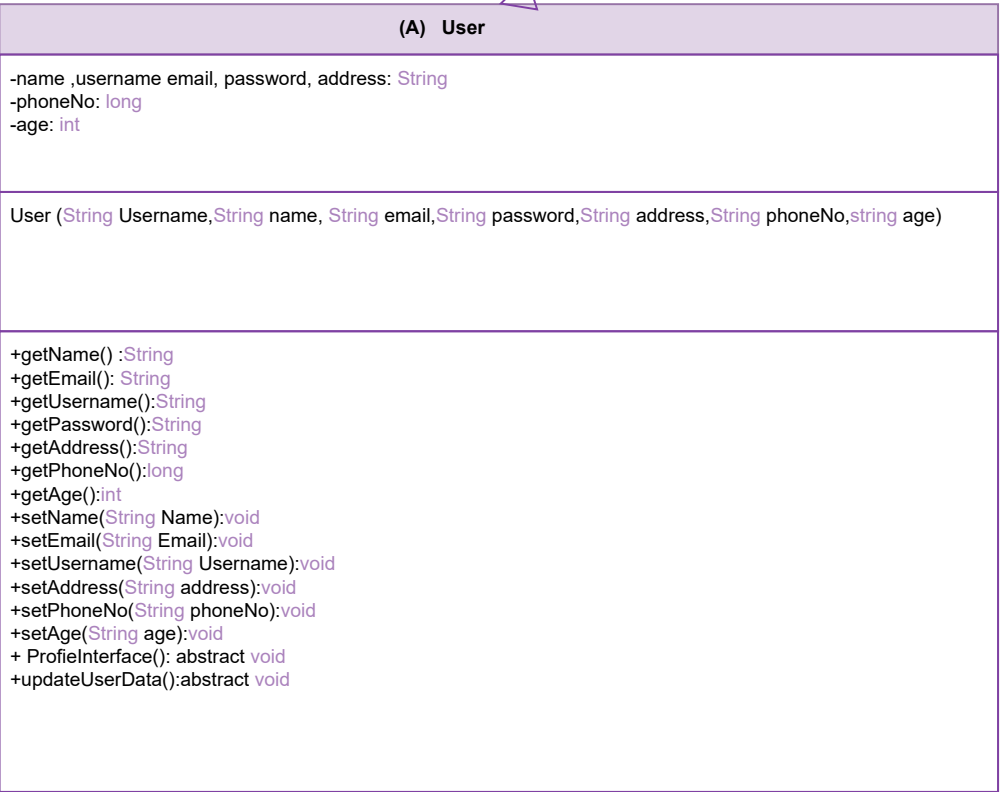 (A) User
-name ,username email, password, address: String
-phoneNo: long
-age: int
User (String Username,String name, String email,String password,String address,String phoneNo,string age)
+getName() :String
+getEmail(): String
+getUsername():String
+getPassword():String
+getAddress():String
+getPhoneNo():long
+getAge():int
+setName(String Name):void
+setEmail(String Email):void
+setUsername(String Username):void
+setAddress(String address):void
+setPhoneNo(String phoneNo):void
+setAge(String age):void
+ ProfieInterface(): abstract void
+updateUserData():abstract void